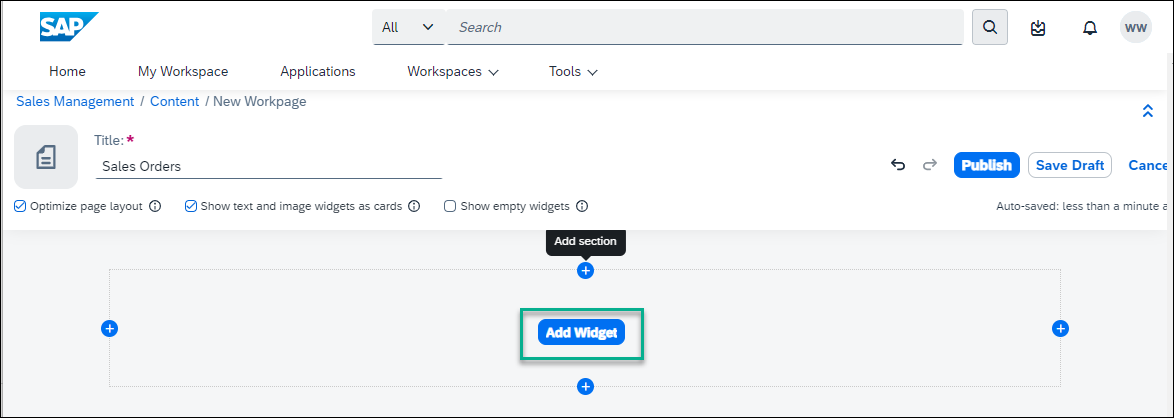 SAP
All
Search
WW
Home My Workspace Applications Workspaces Tools
Sales Management / Content / New Workpage
Title: *
Sales Orders
Publish Save Draft Cance
Optimize page layout Show text and image widgets as cards Show empty widgets Auto-saved: less than a minute a
Add section
Add Widget